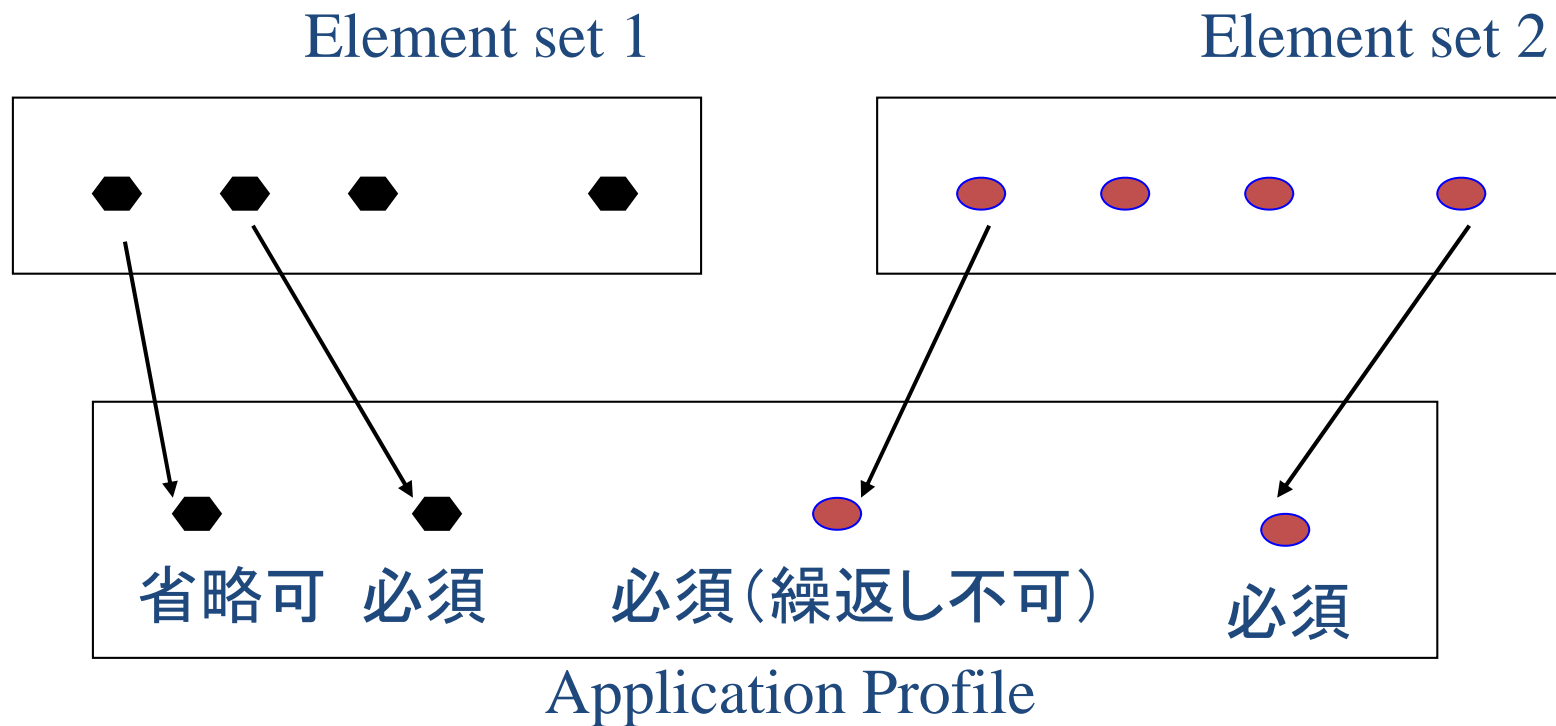 Element set 1
Element set 2
省略可 必須 必須(繰返し不可) 必須
Application Profile